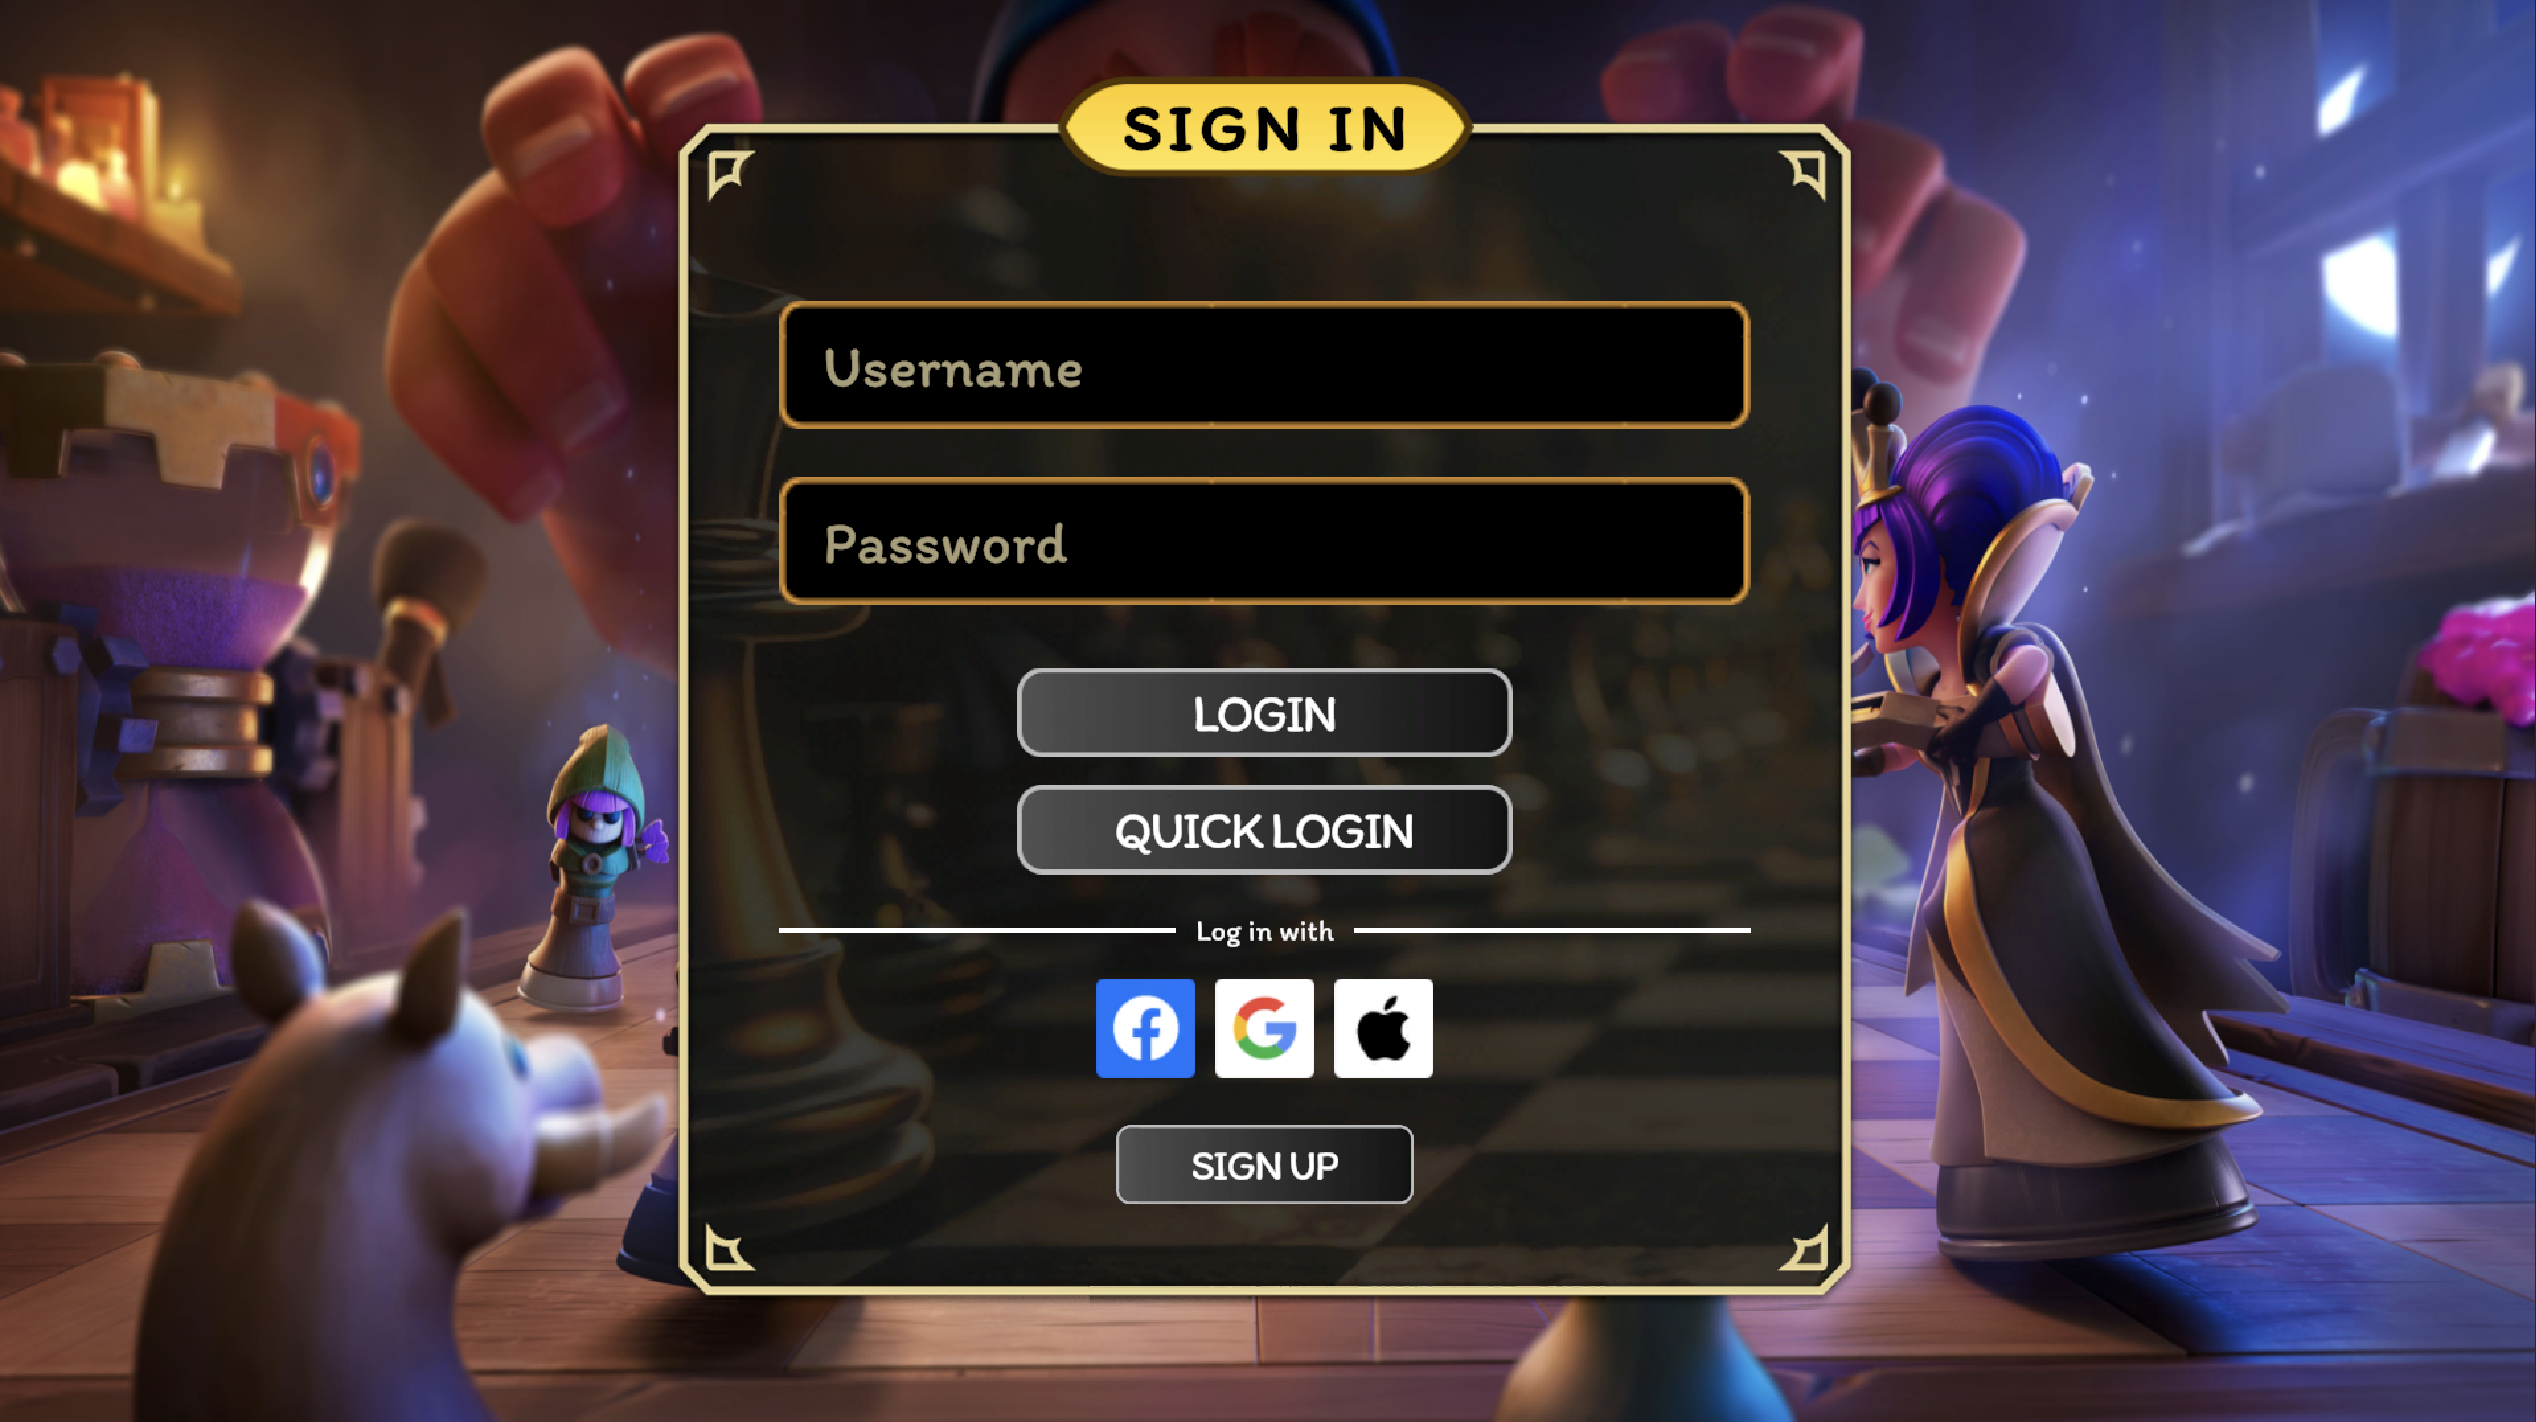 SIGN IN
Username
Password
LOGIN
QUICK LOGIN
Log in with
SIGN UP